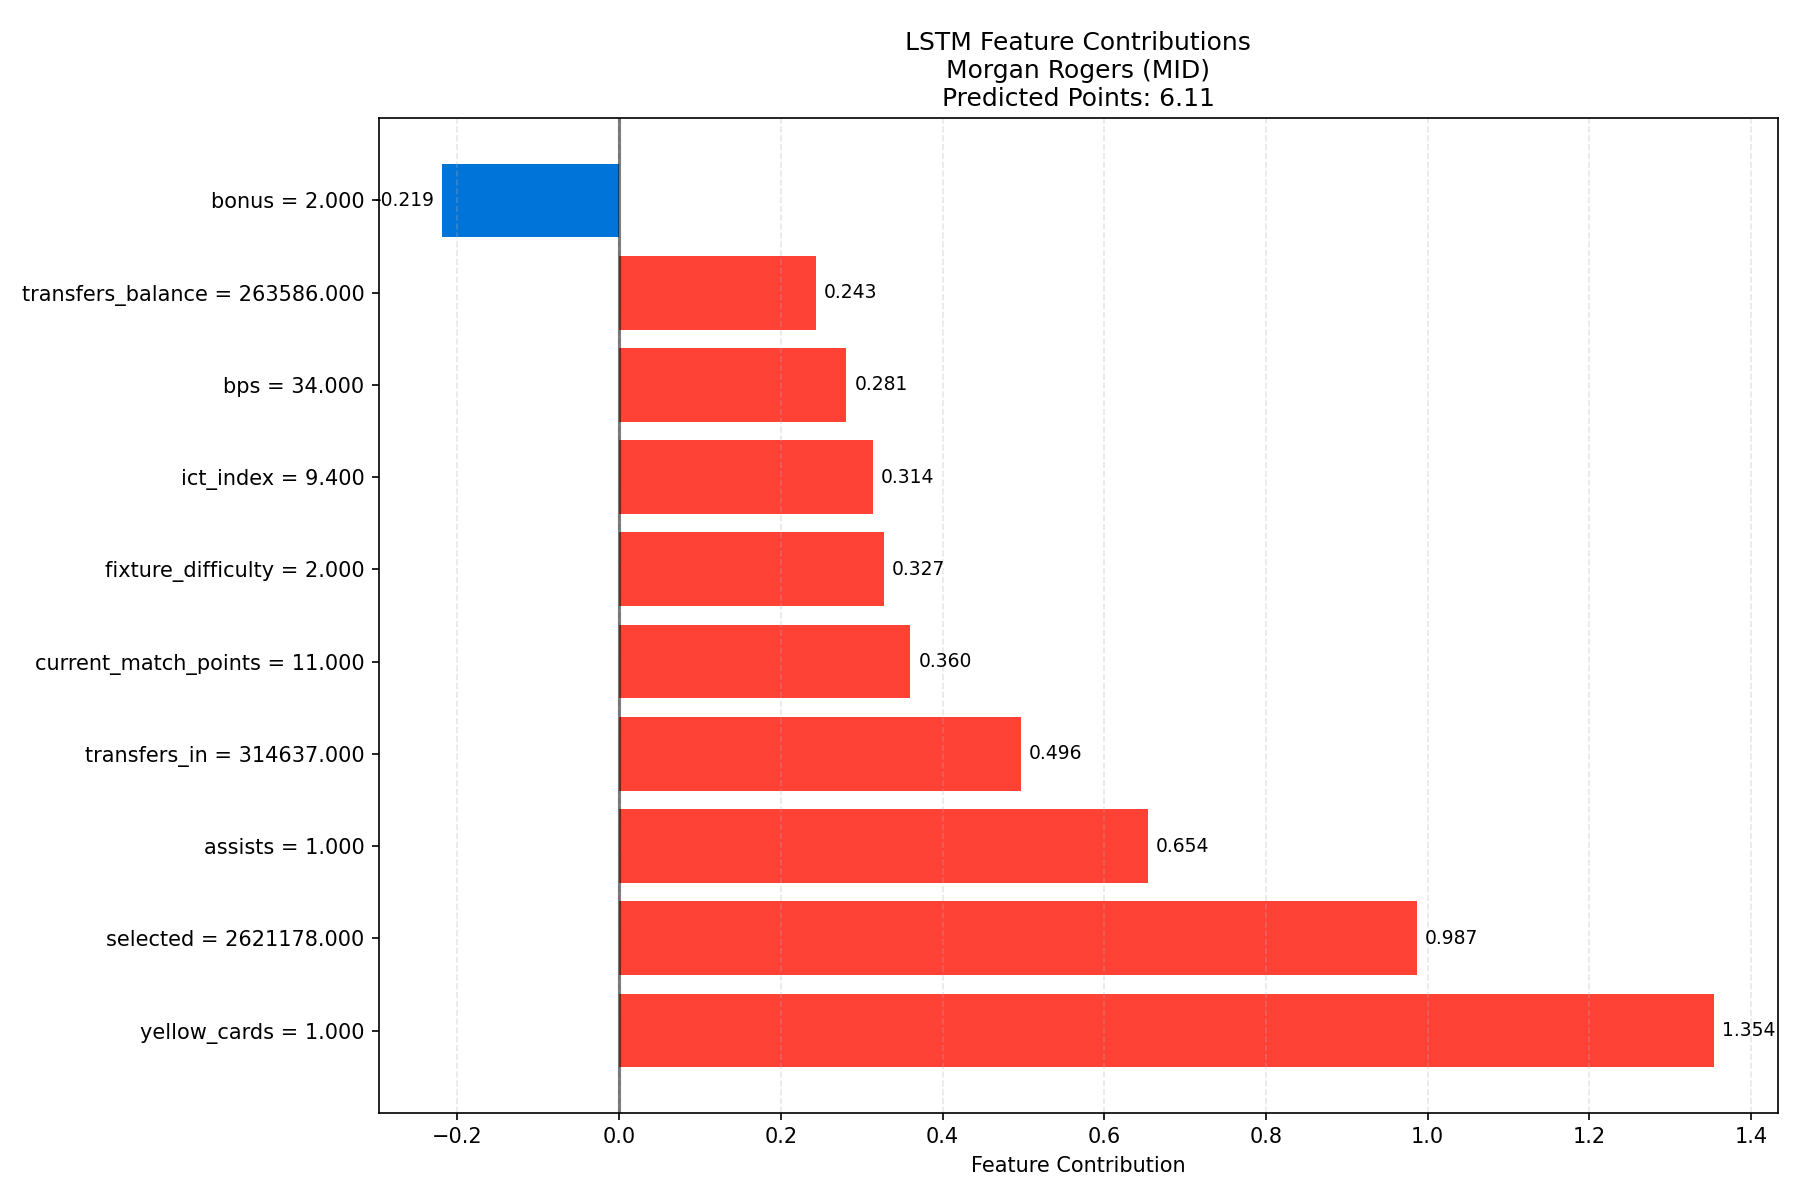 LSTM Feature Contributions
Morgan Rogers (MID)
Predicted Points: 6.11
bonus = 2.000 -0.219
transfers_balance = 263586.000 0.243
bps = 34.000 0.281
ict_index = 9.400 0.314
fixture_difficulty = 2.000 0.327
current_match_points = 11.000 0.360
transfers_in = 314637.000 0.496
assists = 1.000 0.654
selected = 2621178.000 0.987
yellow_cards = 1.000 1.354
−0.2 0.0 0.2 0.4 0.6 0.8 1.0 1.2 1.4
Feature Contribution